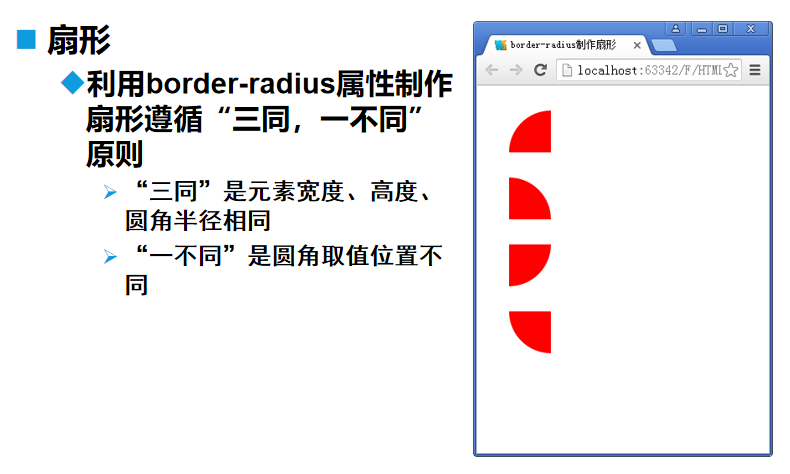 扇形
利用border-radius属性制作
扇形遵循“三同，一不同”
原则
“三同”是元素宽度、高度、
圆角半径相同
“一不同”是圆角取值位置不
同
border-radius制作扇形
localhost:63342/F/HTMl